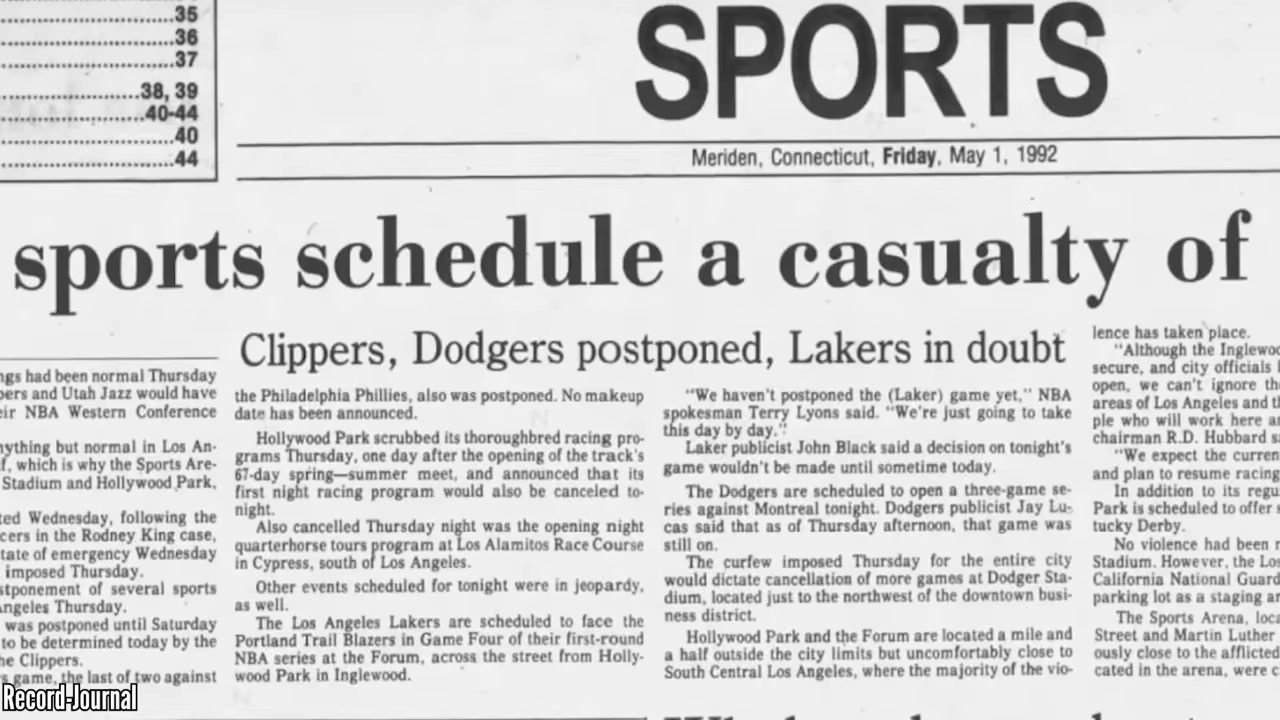 35
36
37
38, 39
40-44
40
44
SPORTS
Meriden, Connecticut, Friday, May 1, 1992
sports schedule a casualty of
Clippers, Dodgers postponed, Lakers in doubt
ngs had been normal Thursday
pers and Utah Jazz would have
eir NBA Western Conference
nything but normal in Los An-
f, which is why the Sports Are-
Stadium and Hollywood Park,
ted Wednesday, following the
cers in the Rodney King case,
tate of emergency Wednesday
imposed Thursday.
stponement of several sports
Angeles Thursday.
was postponed until Saturday
to be determined today by the
he Clippers.
s game, the last of two against
the Philadelphia Phillies, also was postponed. No makeup
date has been announced.
Hollywood Park scrubbed its thoroughbred racing pro-
grams Thursday, one day after the opening of the track's
67-day spring—summer meet, and announced that its
first night racing program would also be canceled to-
night.
Also cancelled Thursday night was the opening night
quarterhorse tours program at Los Alamitos Race Course
in Cypress, south of Los Angeles.
Other events scheduled for tonight were in jeopardy,
as well.
The Los Angeles Lakers are scheduled to face the
Portland Trail Blazers in Game Four of their first-round
NBA series at the Forum, across the street from Holly-
wood Park in Inglewood.
"We haven't postponed the (Laker) game yet," NBA
spokesman Terry Lyons said. "We're just going to take
this day by day."
Laker publicist John Black said a decision on tonight's
game wouldn't be made until sometime today.
The Dodgers are scheduled to open a three-game se-
ries against Montreal tonight. Dodgers publicist Jay Lu-
cas said that as of Thursday afternoon, that game was
still on.
The curfew imposed Thursday for the entire city
would dictate cancellation of more games at Dodger Sta-
dium, located just to the northwest of the downtown busi-
ness district.
Hollywood Park and the Forum are located a mile and
a half outside the city limits but uncomfortably close to
South Central Los Angeles, where the majority of the vio-
lence has taken place.
"Although the Inglewoo
secure, and city officials
open, we can't ignore th
areas of Los Angeles and t
ple who will work here a
chairman R.D. Hubbard s
"We expect the curren
and plan to resume racing
In addition to its regu
Park is scheduled to offer s
tucky Derby.
No violence had been
Stadium. However, the Los
California National Guard
parking lot as a staging ar
The Sports Arena, loca
Street and Martin Luther
ously close to the afflicted
cated in the arena, were c
Record-Journal